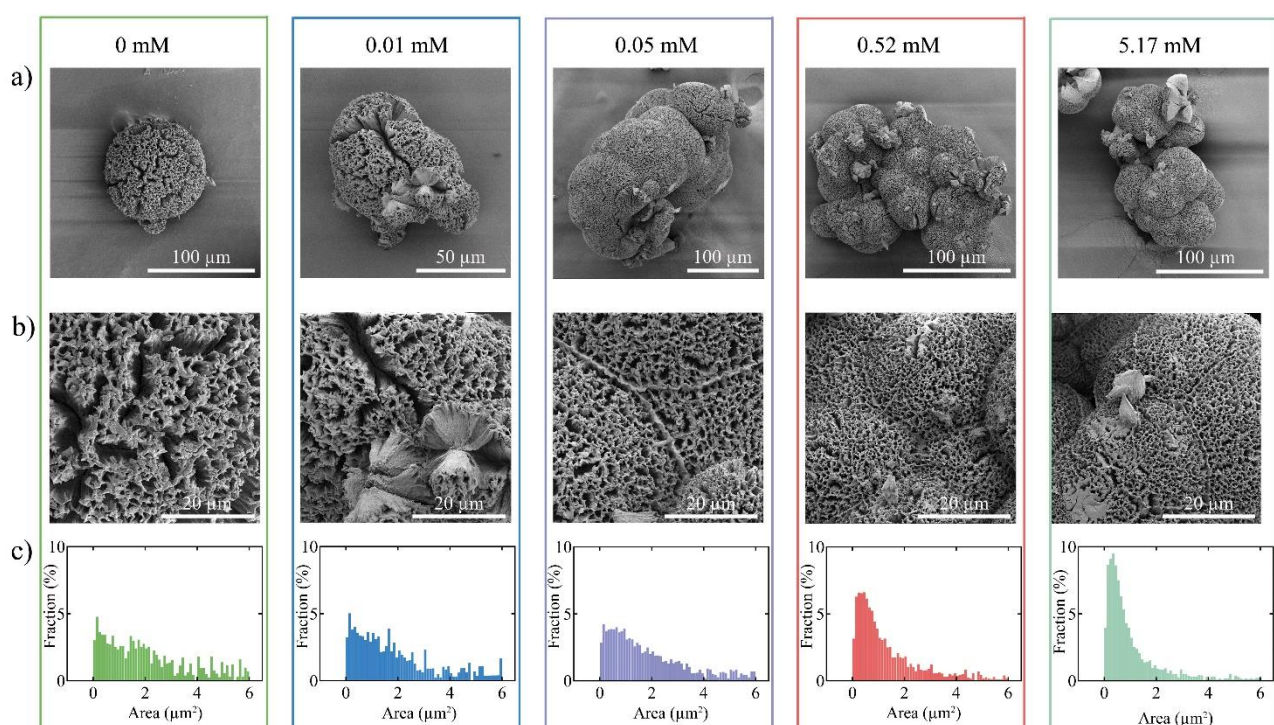 0 mM 0.01 mM 0.05 mM 0.52 mM 5.17 mM
a)
100 µm 50 µm 100 µm 100 µm 100 µm
b)
20 µm 20 µm 20 µm 20 µm 20 µm
c)
10 10 10 10 10
Fraction (%) Fraction (%) Fraction (%) Fraction (%) Fraction (%)
5 5 5 5 5
0 0 0 0 0
0 2 4 6 0 2 4 6 0 2 4 6 0 2 4 6 0 2 4 6
Area (µm²) Area (µm²) Area (µm²) Area (µm²) Area (µm²)